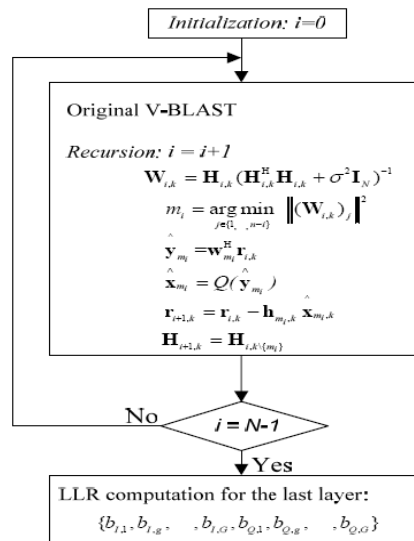 Initialization: i=0
Original V-BLAST
Recursion: i = i+1
W_{i,k} = H_{i,k}(H^H_{i,k}H_{i,k} + σ²I_N)^{-1}
m_i = arg min_{j∈{1, ,n-i}} ‖(W_{i,k})_j‖²
ŷ_{m_i} = w^H_{m_i} r_{i,k}
x̂_{m_i} = Q(ŷ_{m_i})
r_{i+1,k} = r_{i,k} - h_{m_i,k} x̂_{m_i,k}
H_{i+1,k} = H_{i,k\{m_i}}
No
i = N-1
Yes
LLR computation for the last layer:
{b_{I,1}, b_{I,g}, , b_{I,G}, b_{Q,1}, b_{Q,g}, , b_{Q,G}}